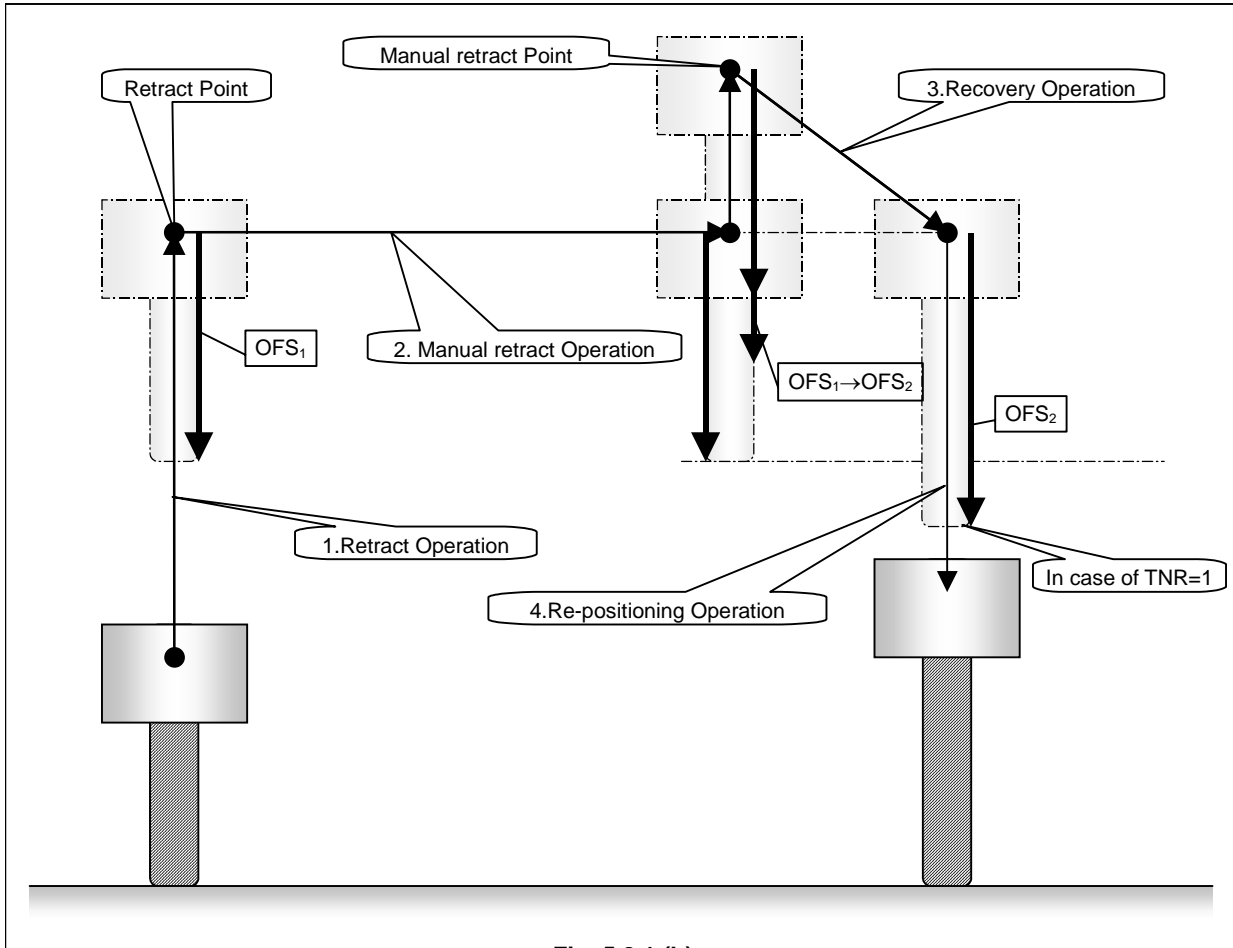 Manual retract Point
Retract Point
3.Recovery Operation
OFS₁
2. Manual retract Operation
OFS₁→OFS₂
OFS₂
1.Retract Operation
In case of TNR=1
4.Re-positioning Operation